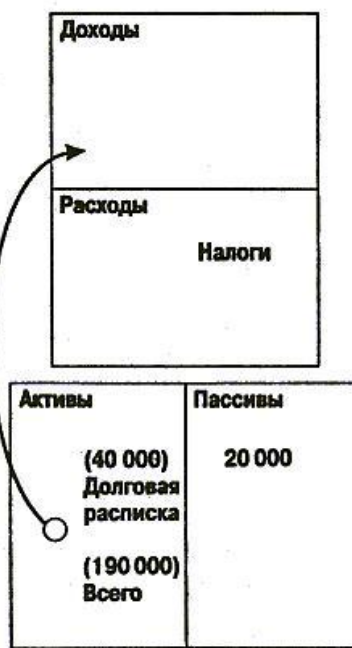 Доходы
Расходы
Налоги
Активы
Пассивы
(40 000)
Долговая
расписка
20 000
(190 000)
Всего